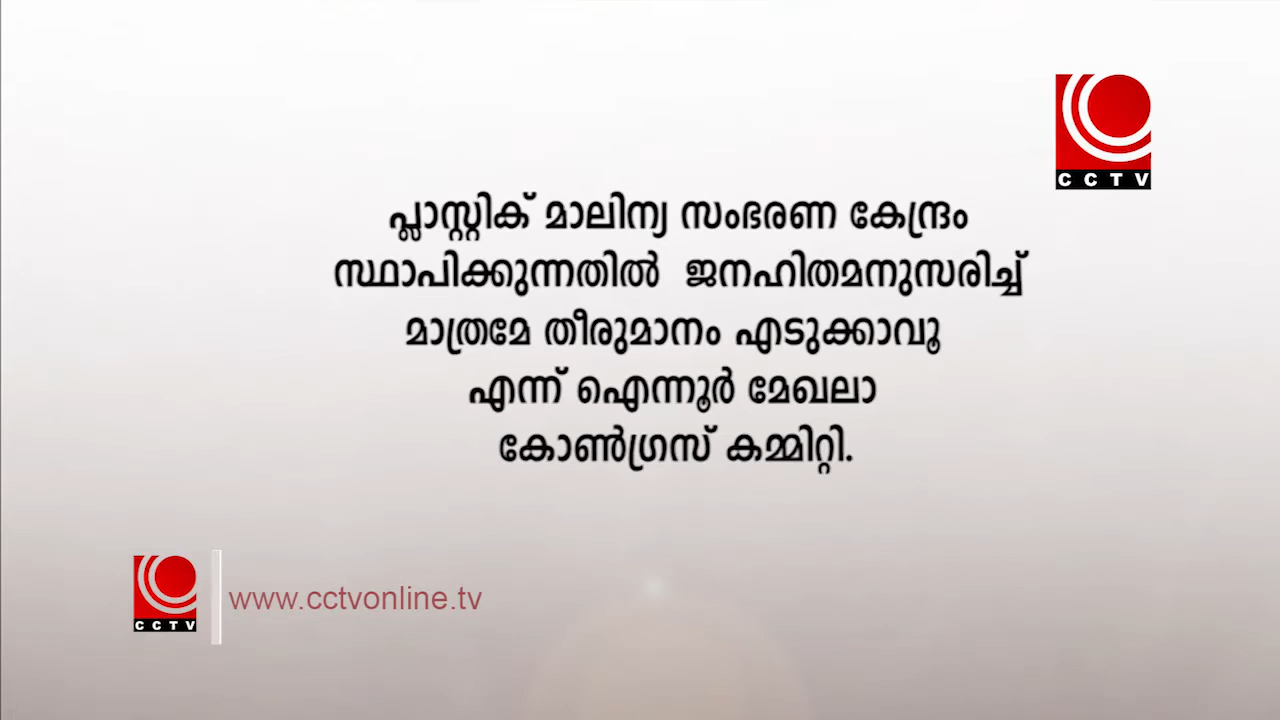 CCTV
പ്ലാസ്റ്റിക് മാലിന്യ സംഭരണ കേന്ദ്രം
സ്ഥാപിക്കുന്നതിൽ ജനഹിതമനുസരിച്ച്
മാത്രമേ തീരുമാനം എടുക്കാവൂ
എന്ന് ഐന്നൂർ മേഖലാ
കോൺഗ്രസ് കമ്മിറ്റി.
CCTV
www.cctvonline.tv